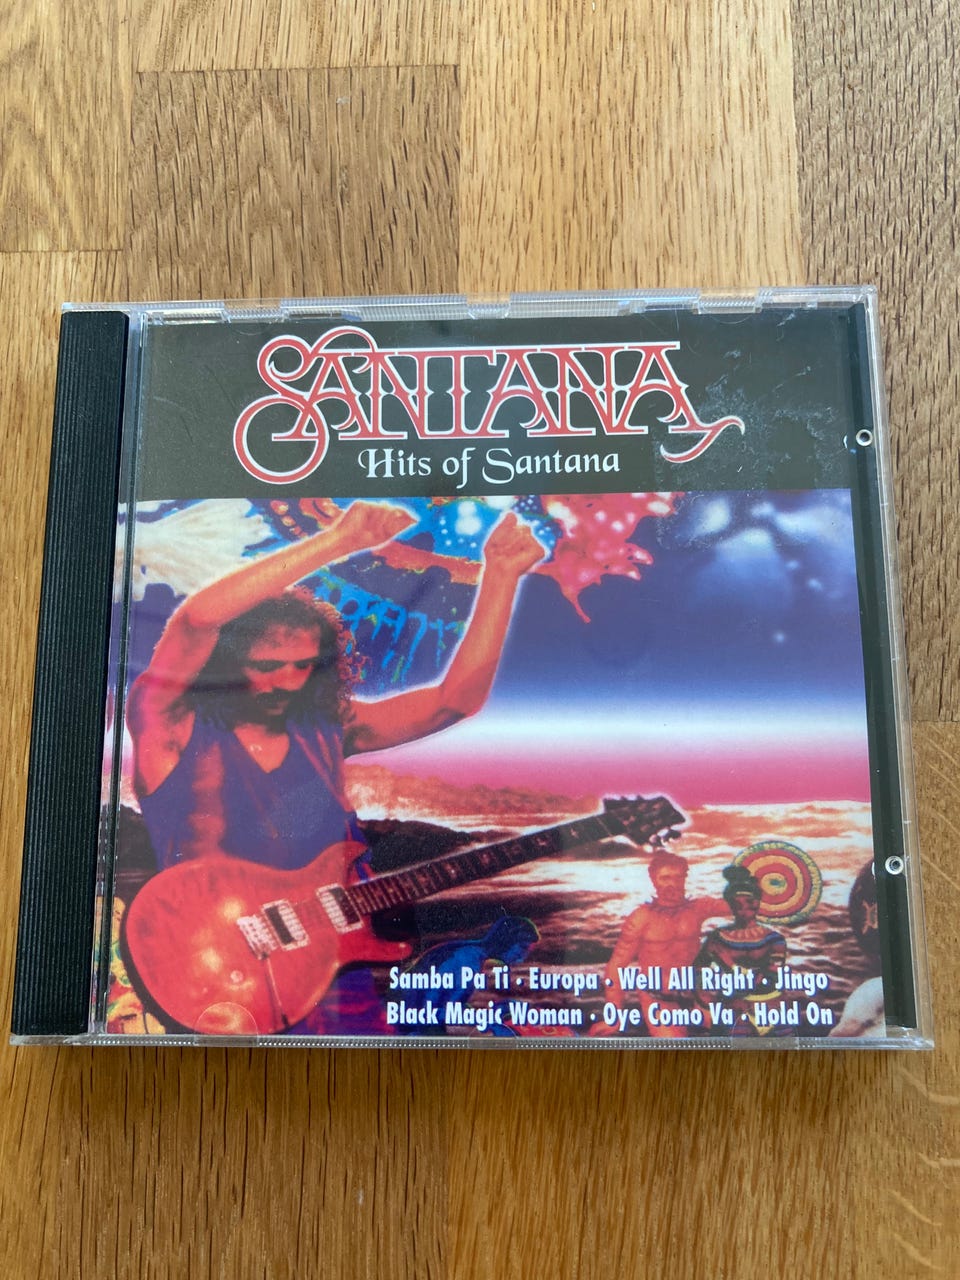 SANTANA
Hits of Santana
Samba Pa Ti · Europa · Well All Right · Jingo
Black Magic Woman · Oye Como Va · Hold On